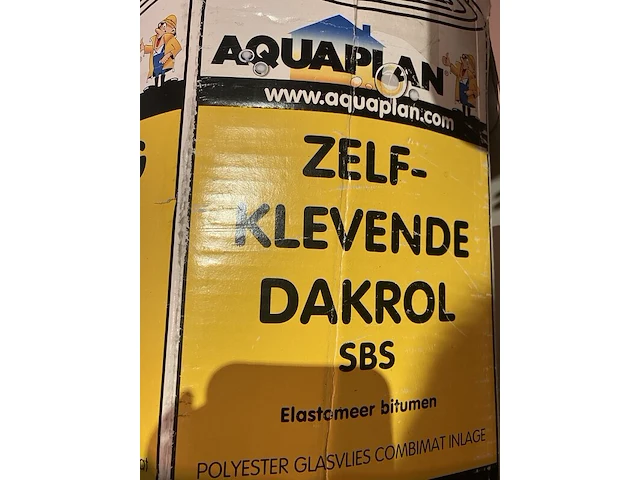 AQUAPLAN
www.aquaplan.com
ZELF-
KLEVENDE
DAKROL
SBS
Elastomeer bitumen
POLYESTER GLASVLIES COMBIMAT INLAGE